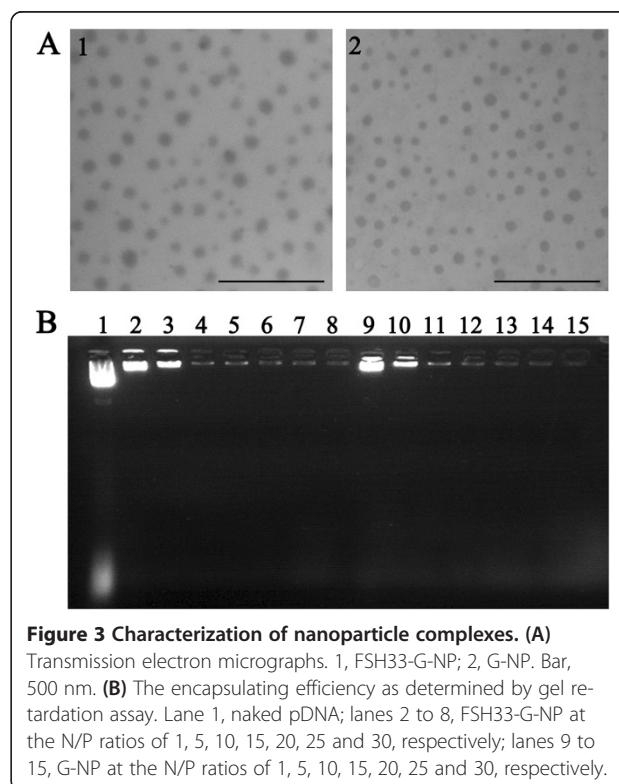 A 1 2
B 1 2 3 4 5 6 7 8 9 10 11 12 13 14 15
Figure 3 Characterization of nanoparticle complexes. (A)
Transmission electron micrographs. 1, FSH33-G-NP; 2, G-NP. Bar,
500 nm. (B) The encapsulating efficiency as determined by gel re-
tardation assay. Lane 1, naked pDNA; lanes 2 to 8, FSH33-G-NP at
the N/P ratios of 1, 5, 10, 15, 20, 25 and 30, respectively; lanes 9 to
15, G-NP at the N/P ratios of 1, 5, 10, 15, 20, 25 and 30, respectively.